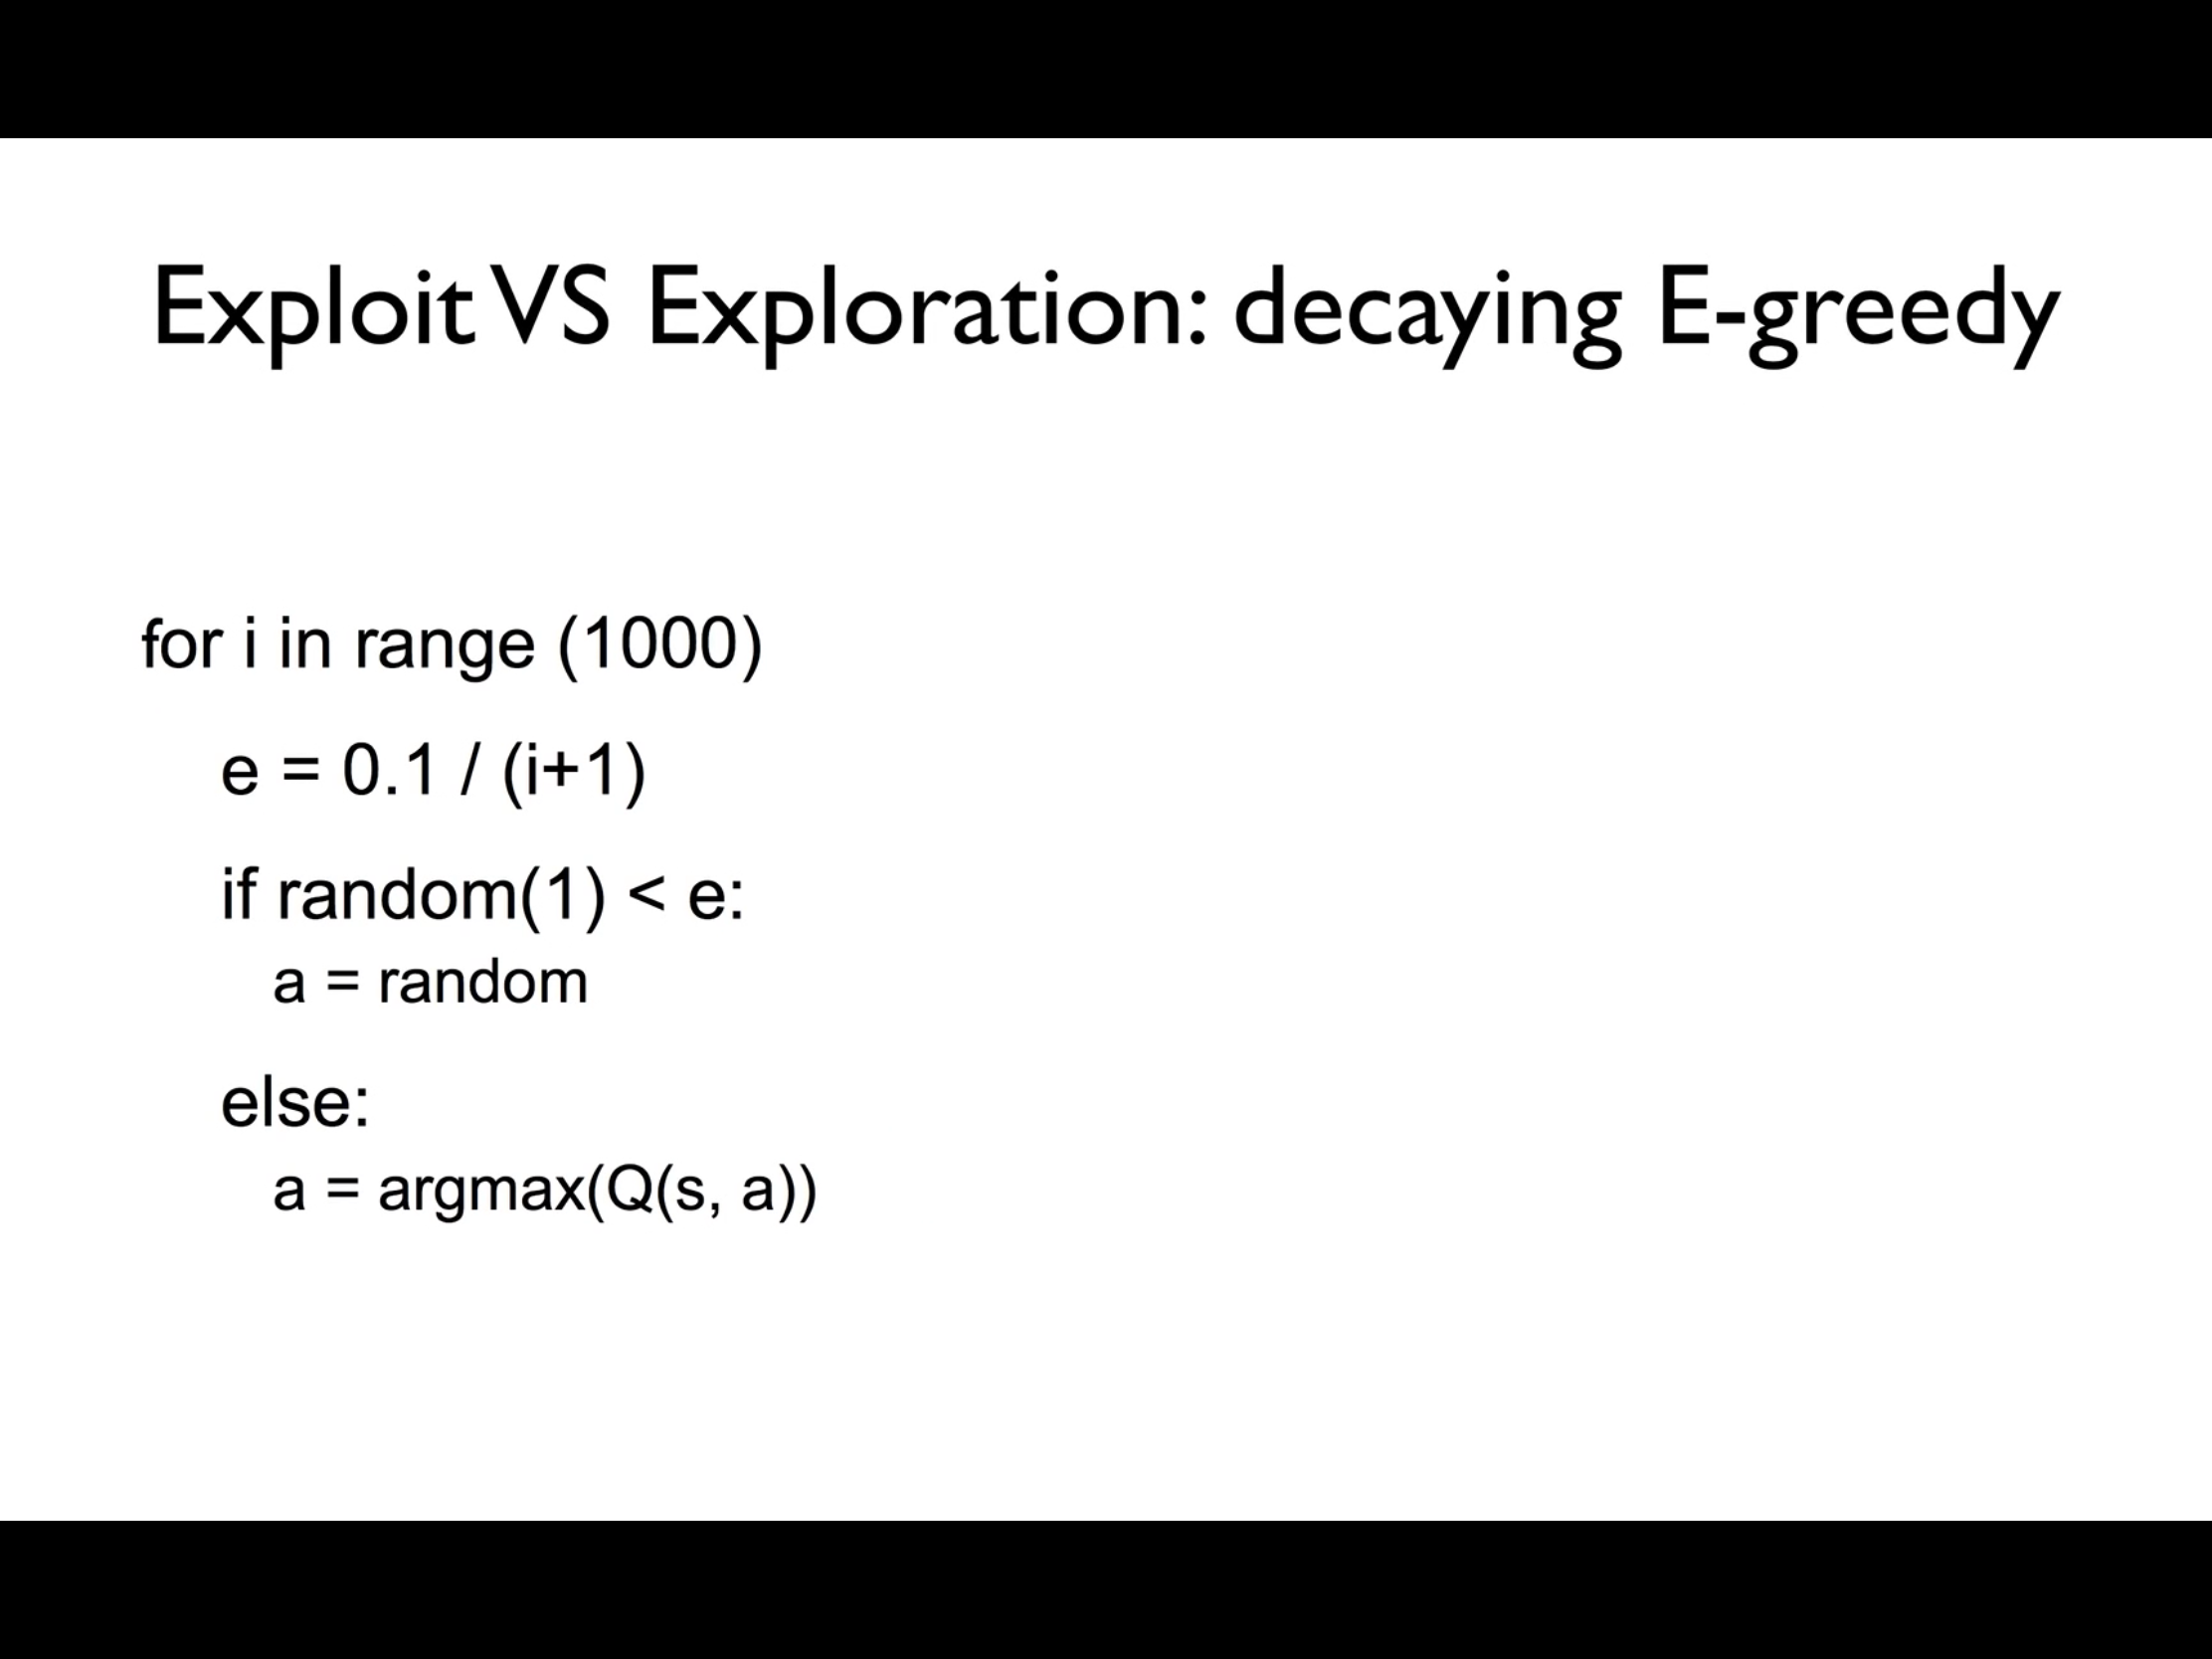 Exploit VS Exploration: decaying E-greedy
for i in range (1000)
e = 0.1 / (i+1)
if random(1) < e:
a = random
else:
a = argmax(Q(s, a))